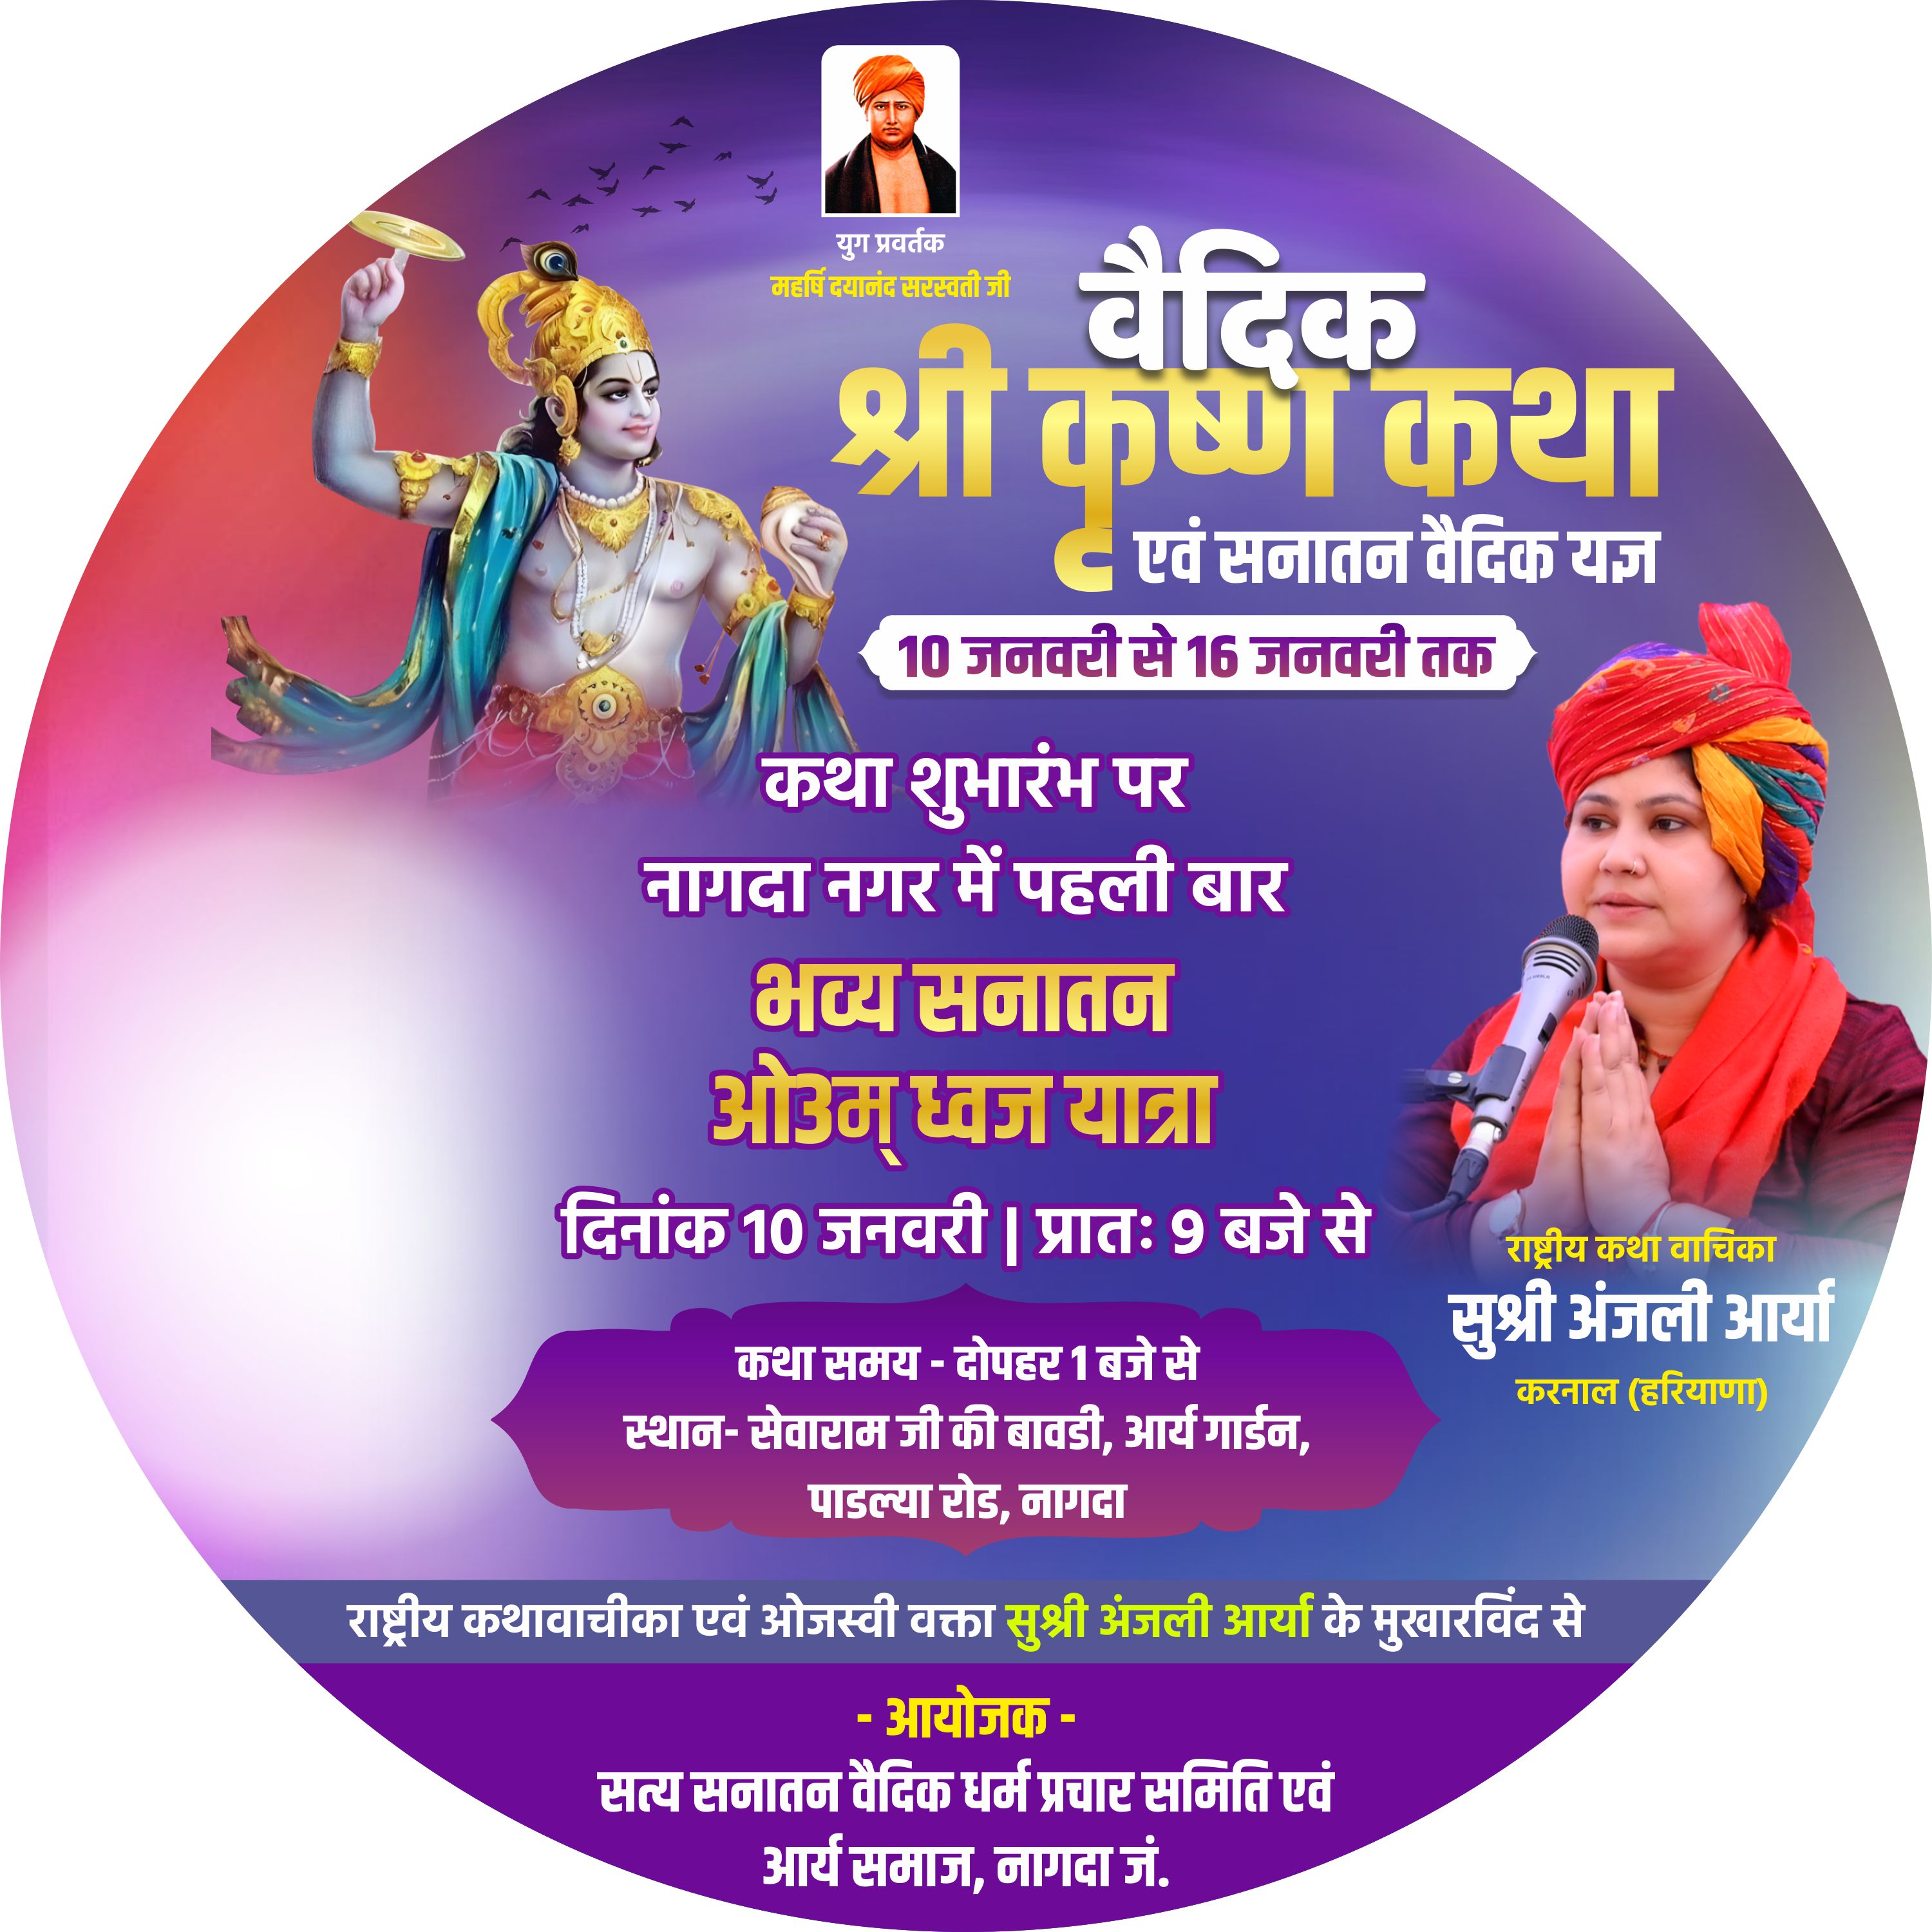 युग प्रवर्तक
महर्षि दयानंद सरस्वती जी
वैदिक
श्री कृष्ण कथा
एवं सनातन वैदिक यज्ञ
10 जनवरी से 16 जनवरी तक
कथा शुभारंभ पर
नागदा नगर में पहली बार
भव्य सनातन
ओ३म् ध्वज यात्रा
दिनांक 10 जनवरी | प्रातः 9 बजे से
राष्ट्रीय कथा वाचिका
सुश्री अंजली आर्या
करनाल (हरियाणा)
कथा समय - दोपहर 1 बजे से
स्थान- सेवाराम जी की बावडी, आर्य गार्डन,
पाडल्या रोड, नागदा
राष्ट्रीय कथावाचीका एवं ओजस्वी वक्ता सुश्री अंजली आर्या के मुखारविंद से
- आयोजक -
सत्य सनातन वैदिक धर्म प्रचार समिति एवं
आर्य समाज, नागदा जं.